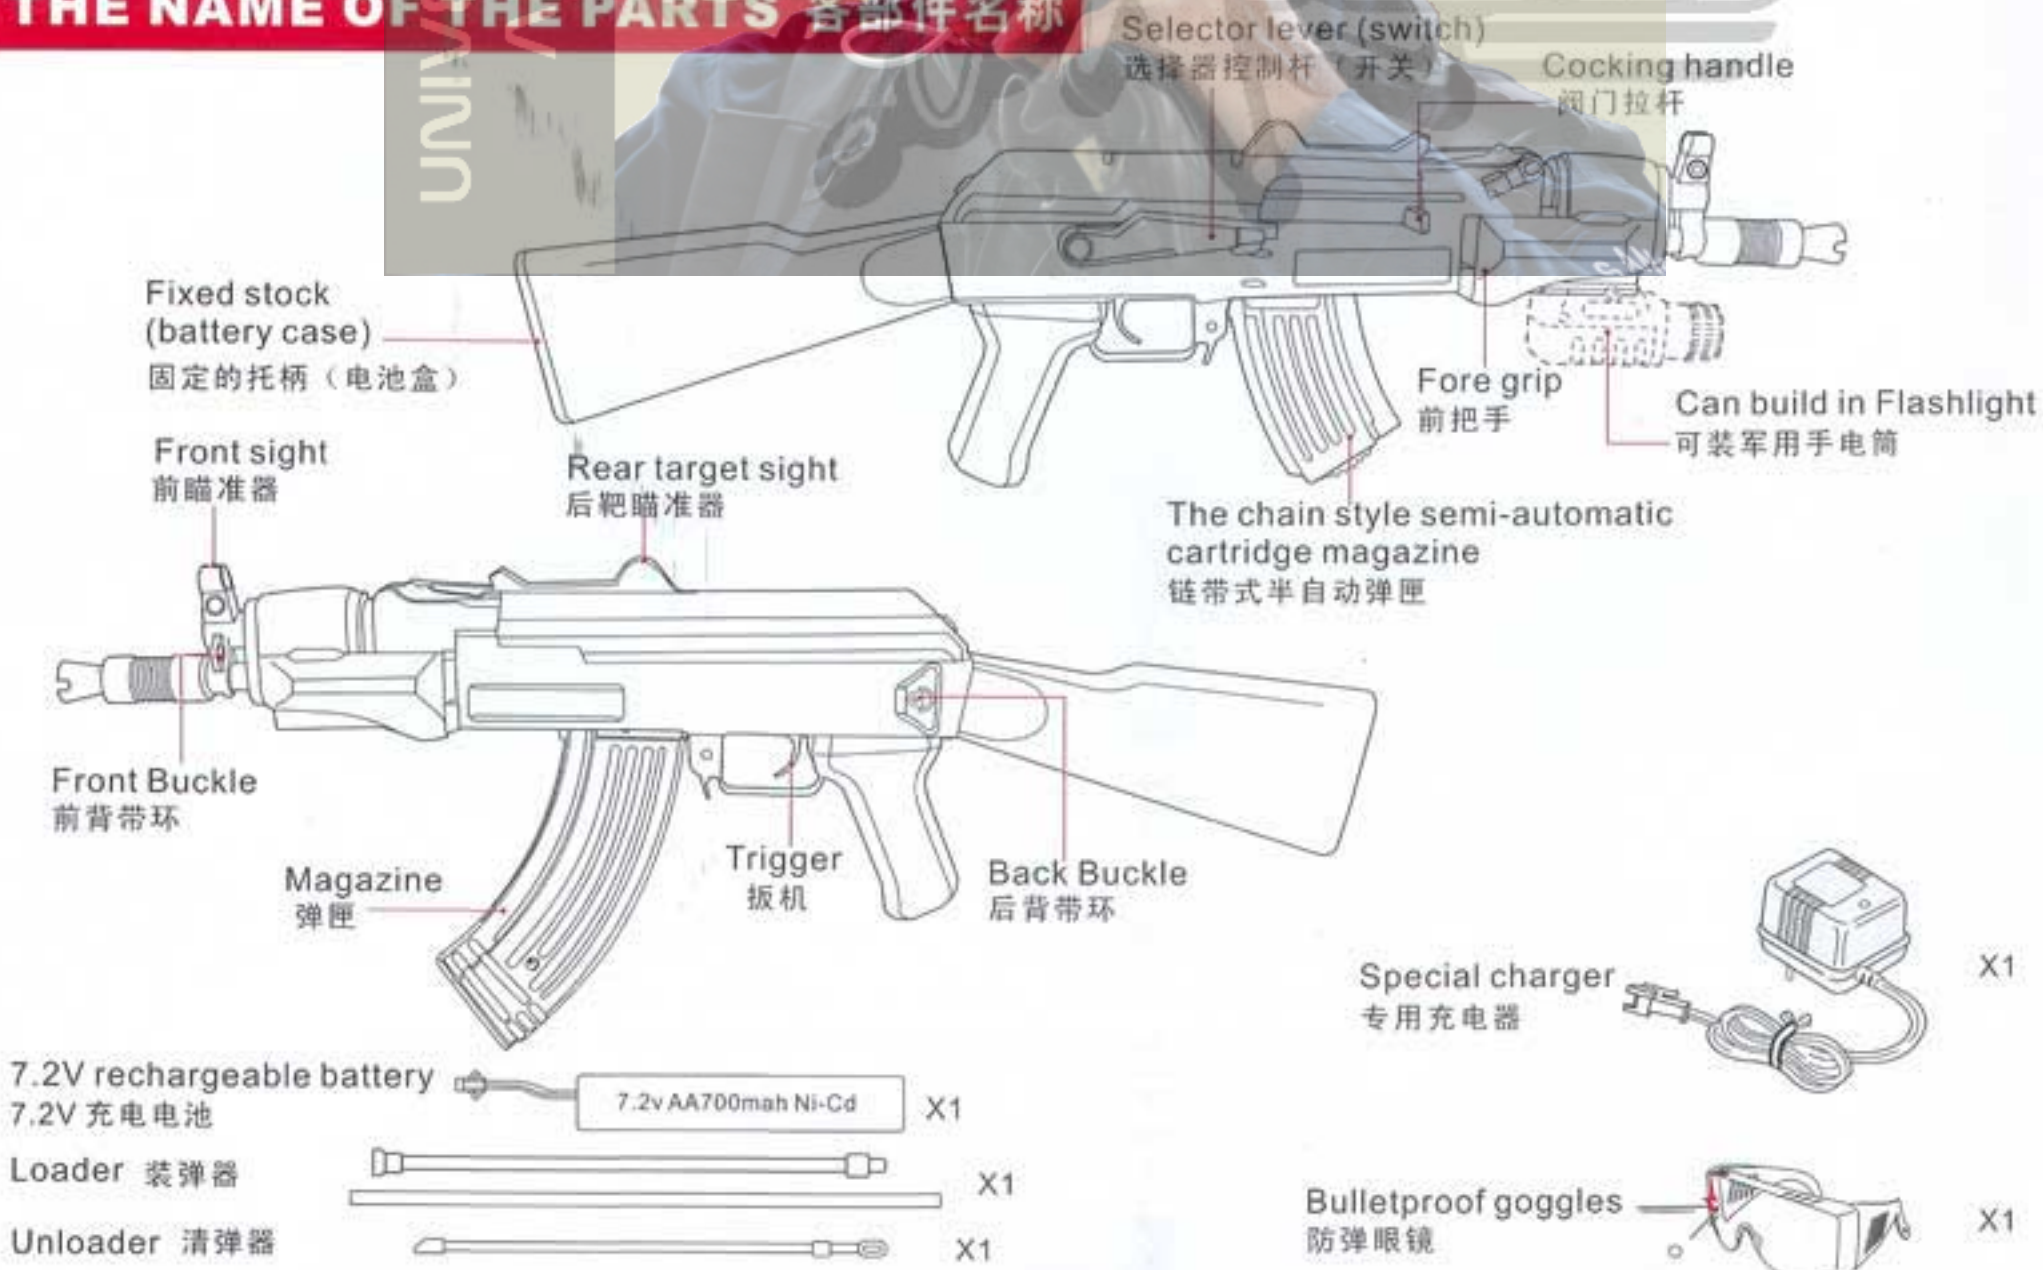 THE NAME OF THE PARTS 各部件名称
Selector lever (switch)
选择器控制杆（开关）
Cocking handle
阀门拉杆
Fixed stock
(battery case)
固定的托柄（电池盒）
Fore grip
前把手
Can build in Flashlight
可装军用手电筒
Front sight
前瞄准器
Rear target sight
后靶瞄准器
The chain style semi-automatic
cartridge magazine
链带式半自动弹匣
Front Buckle
前背带环
Magazine
弹匣
Trigger
扳机
Back Buckle
后背带环
Special charger
专用充电器
X1
7.2V rechargeable battery
7.2V 充电电池
7.2v AA700mah Ni-Cd
X1
Loader 装弹器
X1
Unloader 清弹器
X1
Bulletproof goggles
防弹眼镜
X1